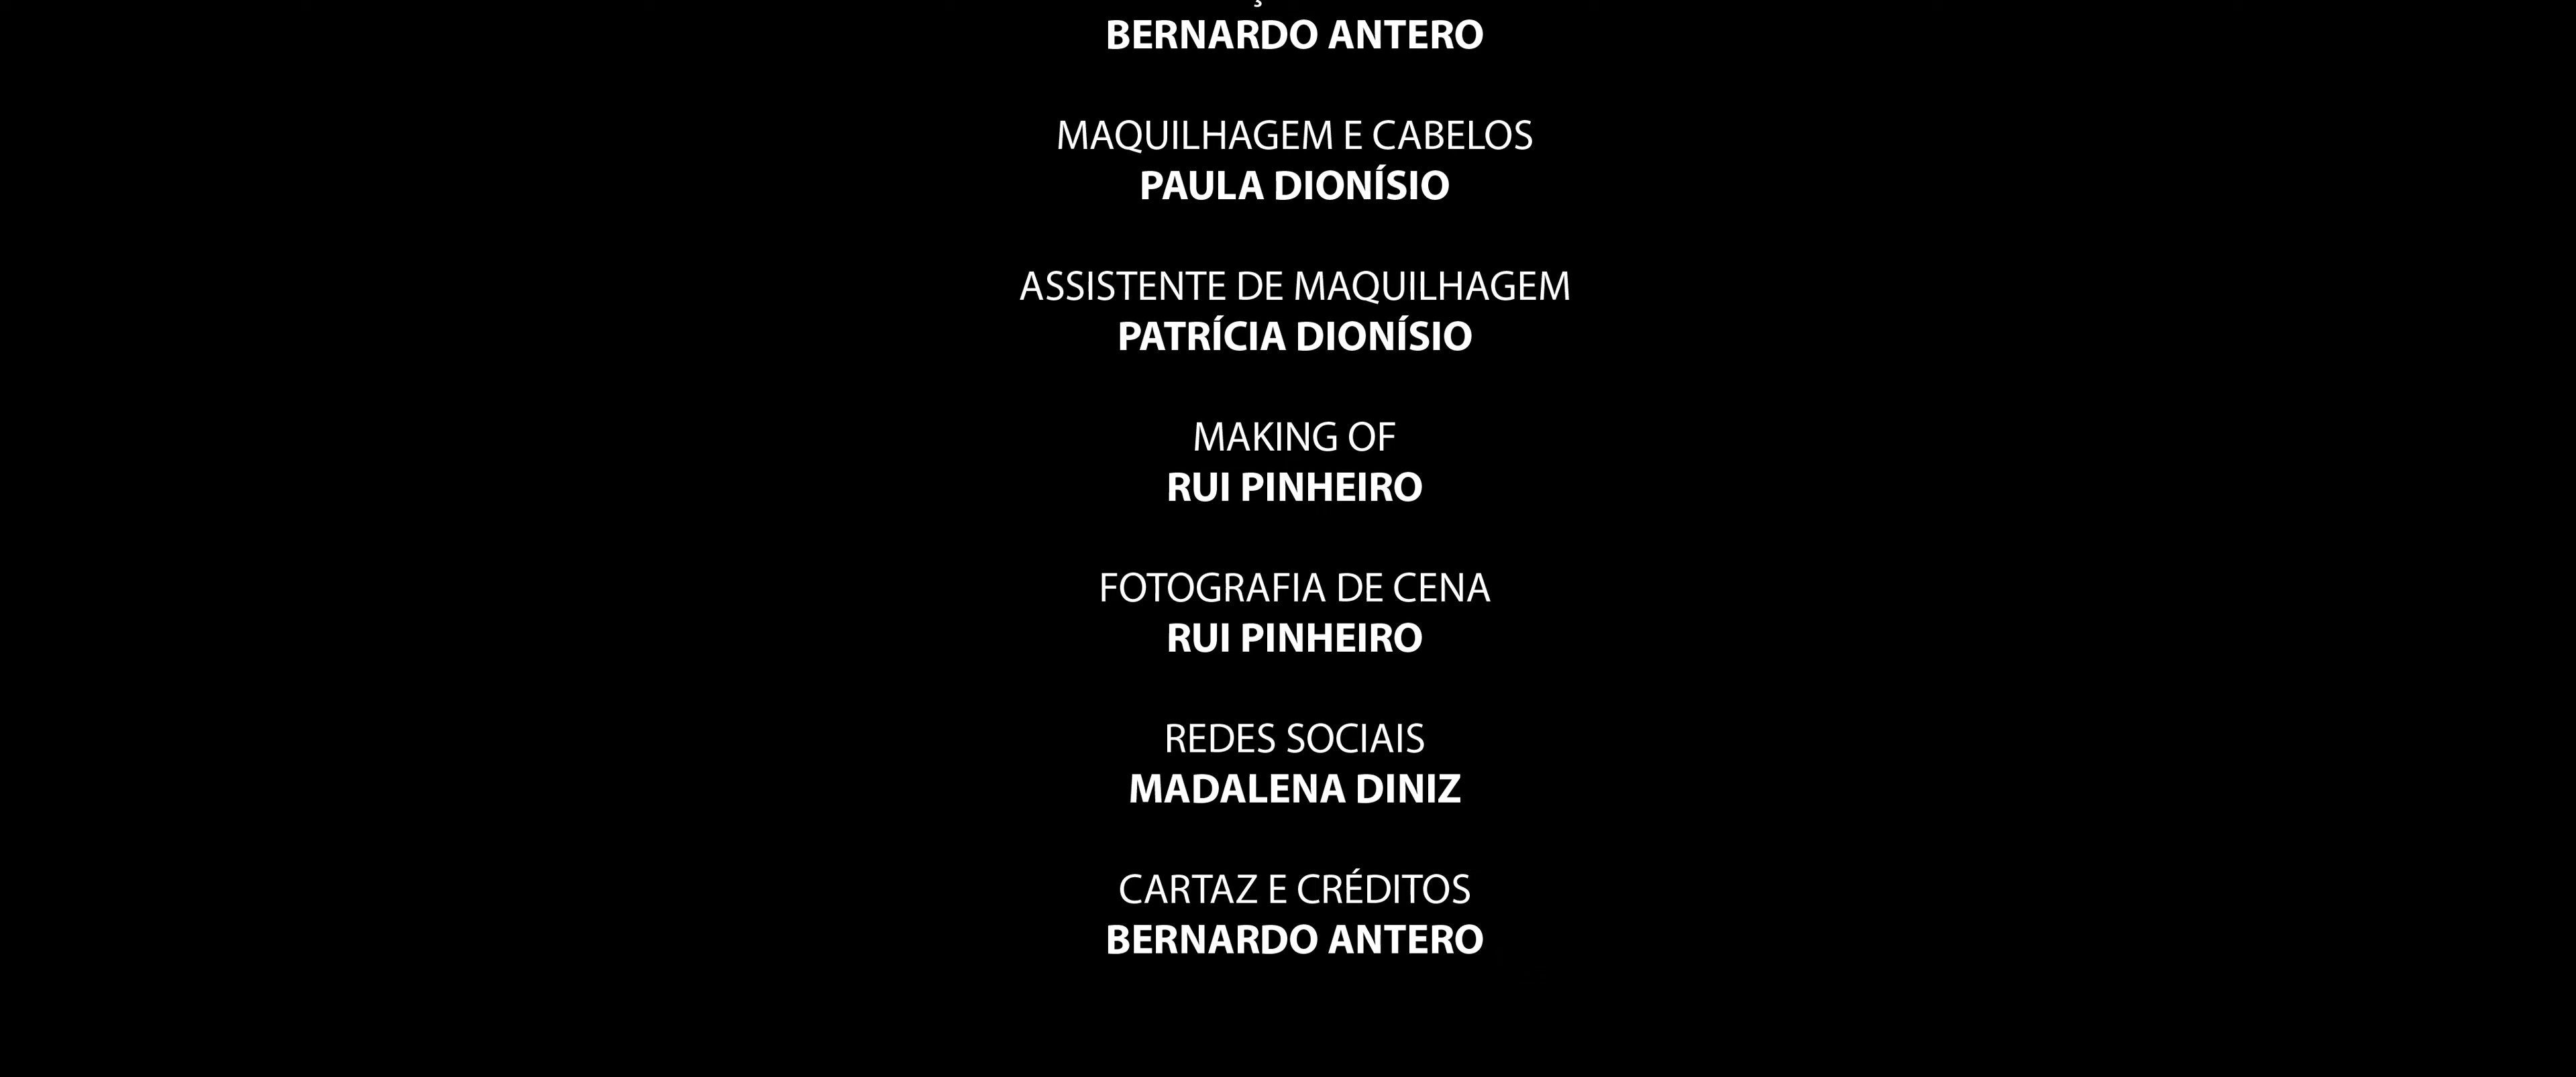 BERNARDO ANTERO
MAQUILHAGEM E CABELOS
PAULA DIONÍSIO
ASSISTENTE DE MAQUILHAGEM
PATRÍCIA DIONÍSIO
MAKING OF
RUI PINHEIRO
FOTOGRAFIA DE CENA
RUI PINHEIRO
REDES SOCIAIS
MADALENA DINIZ
CARTAZ E CRÉDITOS
BERNARDO ANTERO